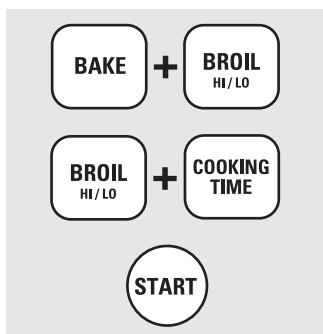 BAKE + BROIL
HI / LO
BROIL + COOKING
HI / LO TIME
START